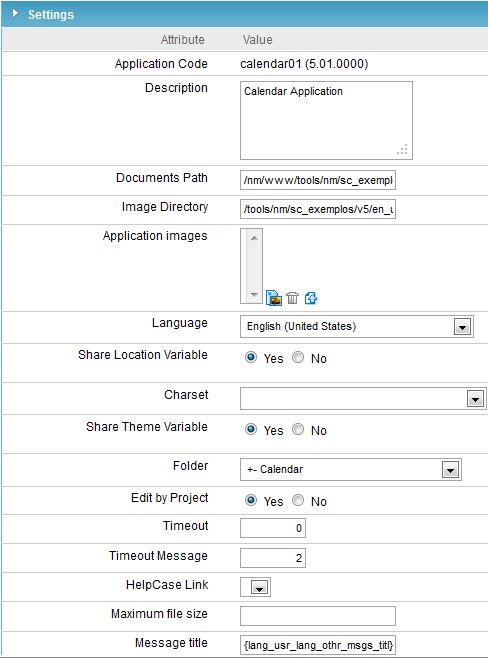 Settings
Attribute Value
Application Code calendar01 (5.01.0000)
Description Calendar Application
Documents Path /nm/www/tools/nm/sc_exempl
Image Directory /tools/nm/sc_exemplos/v5/en_u
Application images
Language English (United States)
Share Location Variable Yes No
Charset
Share Theme Variable Yes No
Folder +- Calendar
Edit by Project Yes No
Timeout 0
Timeout Message 2
HelpCase Link
Maximum file size
Message title {lang_usr_lang_othr_msgs_titl}